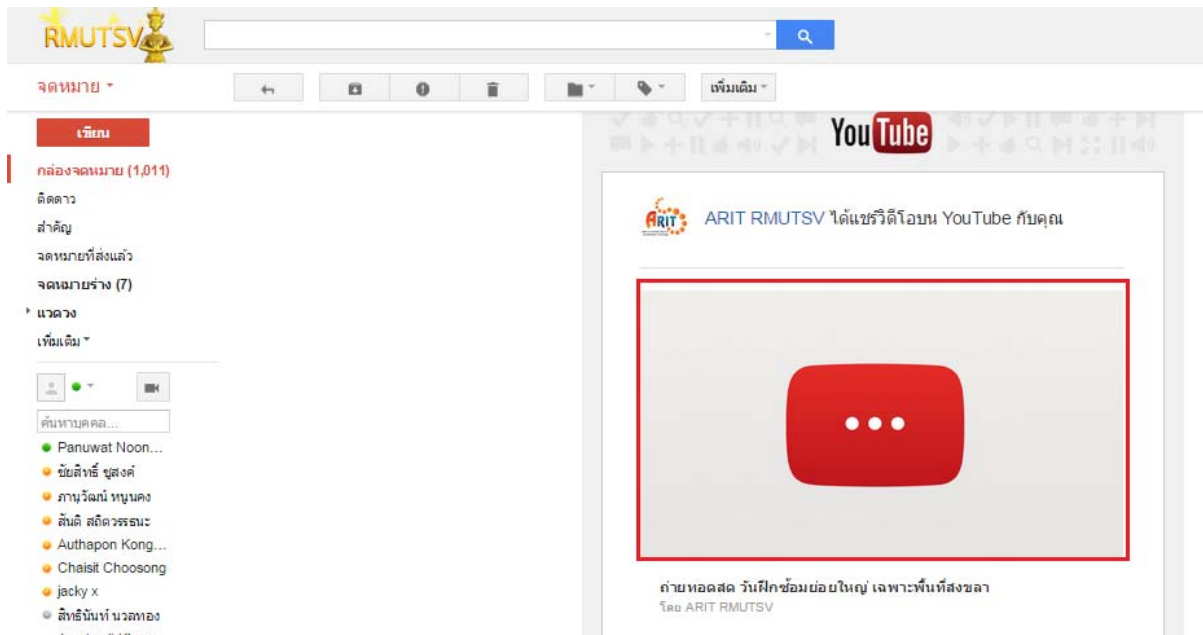 RMUTSV
จดหมาย
เพิ่มเติม
เขียน
กล่องจดหมาย (1,011)
ติดดาว
สำคัญ
จดหมายที่ส่งแล้ว
จดหมายร่าง (7)
แวดวง
เพิ่มเติม
ค้นหาบุคคล...
Panuwat Noon...
ชัยสิทธิ์ ชูสงค์
ภานุวัฒน์ หนูนคง
สันติ สถิตวรรธนะ
Authapon Kong...
Chaisit Choosong
jacky x
สิทธินันท์ นวลทอง
YouTube
ARIT
ARIT RMUTSV ได้แชร์วิดีโอบน YouTube กับคุณ
ถ่ายทอดสด วันฝึกซ้อมย่อยใหญ่ เฉพาะพื้นที่สงขลา
โดย ARIT RMUTSV